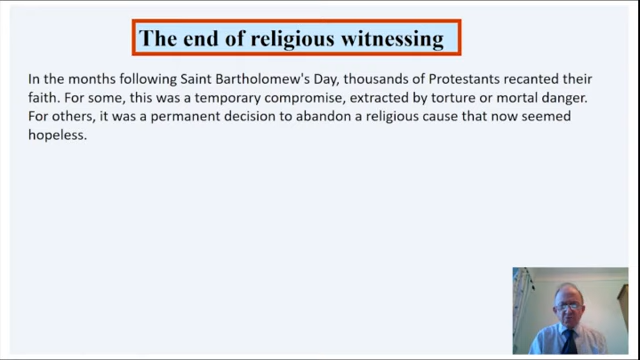 The end of religious witnessing
In the months following Saint Bartholomew's Day, thousands of Protestants recanted their
faith. For some, this was a temporary compromise, extracted by torture or mortal danger.
For others, it was a permanent decision to abandon a religious cause that now seemed
hopeless.